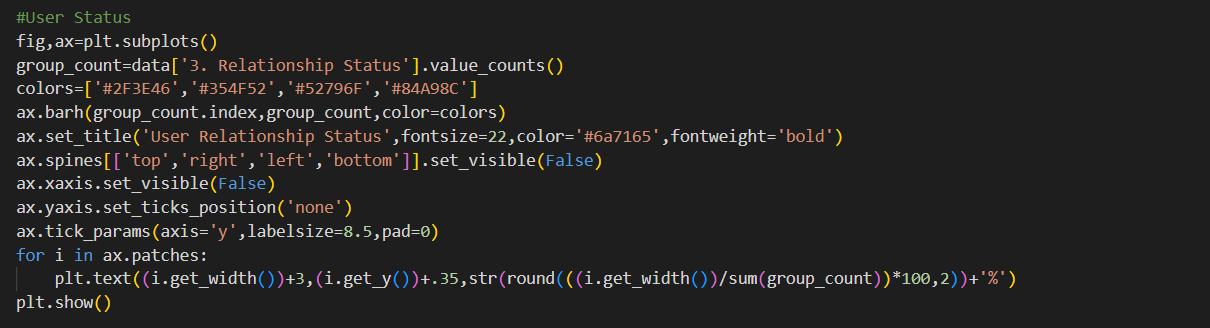 #User Status
fig,ax=plt.subplots()
group_count=data['3. Relationship Status'].value_counts()
colors=['#2F3E46','#354F52','#52796F','#84A98C']
ax.barh(group_count.index,group_count,color=colors)
ax.set_title('User Relationship Status',fontsize=22,color='#6a7165',fontweight='bold')
ax.spines[['top','right','left','bottom']].set_visible(False)
ax.xaxis.set_visible(False)
ax.yaxis.set_ticks_position('none')
ax.tick_params(axis='y',labelsize=8.5,pad=0)
for i in ax.patches:
    plt.text((i.get_width())+3,(i.get_y())+.35,str(round(((i.get_width())/sum(group_count))*100,2))+'%')
plt.show()